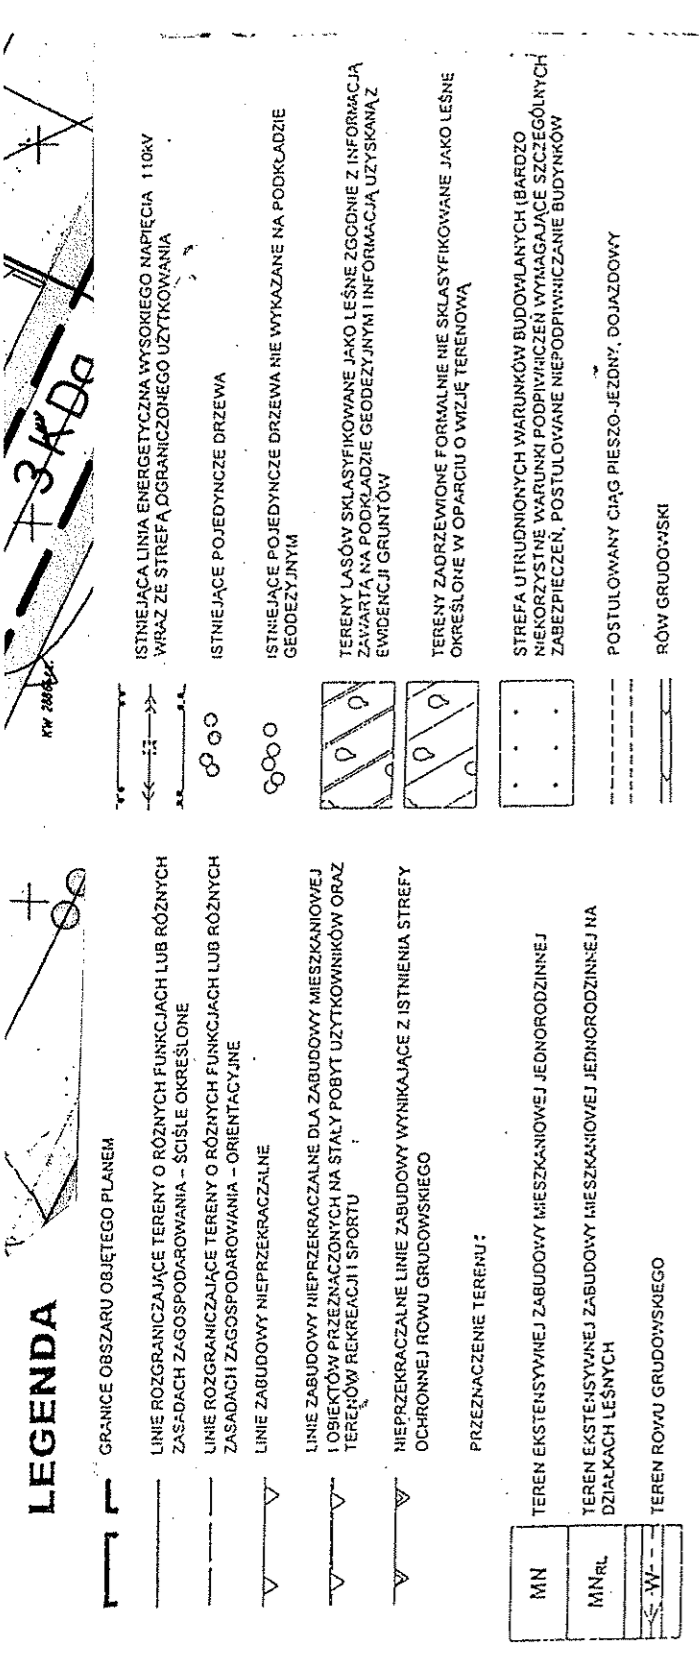 LEGENDA
GRANICE OBSZARU OBJĘTEGO PLANEM
LINIE ROZGRANICZAJĄCE TERENY O RÓŻNYCH FUNKCJACH LUB RÓŻNYCH
ZASADACH ZAGOSPODAROWANIA – ŚCIŚLE OKREŚLONE
LINIE ROZGRANICZAJĄCE TERENY O RÓŻNYCH FUNKCJACH LUB RÓŻNYCH
ZASADACH ZAGOSPODAROWANIA – ORIENTACYJNE
LINIE ZABUDOWY NIEPRZEKRACZALNE
LINIE ZABUDOWY NIEPRZEKRACZALNE DLA ZABUDOWY MIESZKANIOWEJ
I OBIEKTÓW PRZEZNACZONYCH NA STAŁY POBYT UŻYTKOWNIKÓW ORAZ
TERENÓW REKREACJI I SPORTU
NIEPRZEKRACZALNE LINIE ZABUDOWY WYNIKAJĄCE Z ISTNIENIA STREFY
OCHRONNEJ ROWU GRUDOWSKIEGO
PRZEZNACZENIE TERENU:
MN TEREN EKSTENSYWNEJ ZABUDOWY MIESZKANIOWEJ JEDNORODZINNEJ
MNRL TEREN EKSTENSYWNEJ ZABUDOWY MIESZKANIOWEJ JEDNORODZINNEJ NA
DZIAŁKACH LEŚNYCH
W TEREN ROWU GRUDOWSKIEGO
3KDD
ISTNIEJĄCA LINIA ENERGETYCZNA WYSOKIEGO NAPIĘCIA 110kV
WRAZ ZE STREFĄ OGRANICZONEGO UŻYTKOWANIA
ISTNIEJĄCE POJEDYNCZE DRZEWA
ISTNIEJĄCE POJEDYNCZE DRZEWA NIE WYKAZANE NA PODKŁADZIE
GEODEZYJNYM
TERENY LASÓW SKLASYFIKOWANE JAKO LEŚNE ZGODNIE Z INFORMACJĄ
ZAWARTĄ NA PODKŁADZIE GEODEZYJNYM I INFORMACJĄ UZYSKANĄ Z
EWIDENCJI GRUNTÓW
TERENY ZADRZEWIONE FORMALNIE NIE SKLASYFIKOWANE JAKO LEŚNE
OKREŚLONE W OPARCIU O WIZJĘ TERENOWĄ
STREFA UTRUDNIONYCH WARUNKÓW BUDOWLANYCH (BARDZO
NIEKORZYSTNE WARUNKI PODPIWNICZEŃ WYMAGAJĄCE SZCZEGÓLNYCH
ZABEZPIECZEŃ, POSTULOWANE NIEPODPIWNICZANIE BUDYNKÓW
POSTULOWANY CIĄG PIESZO-JEZDNY, DOJAZDOWY
RÓW GRUDOWSKI